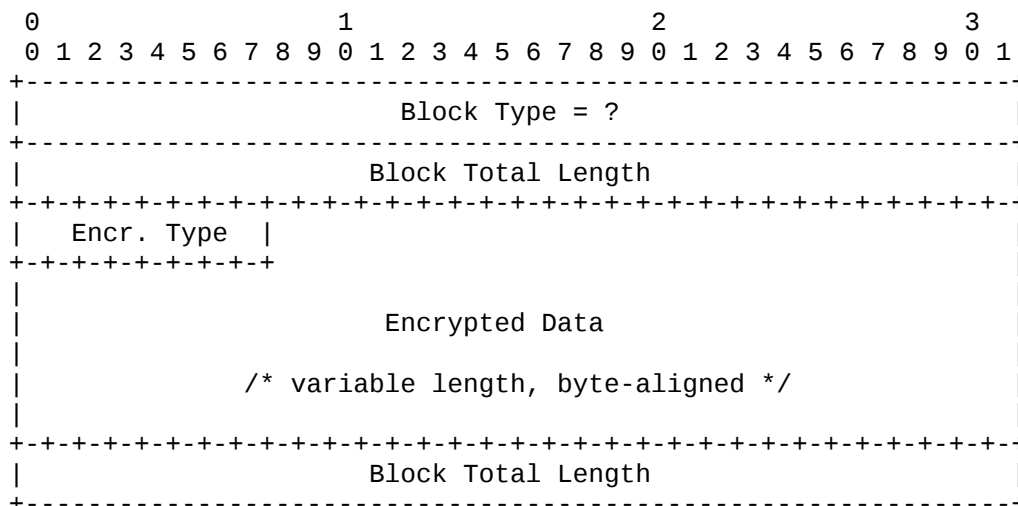 0                   1                   2                   3
 0 1 2 3 4 5 6 7 8 9 0 1 2 3 4 5 6 7 8 9 0 1 2 3 4 5 6 7 8 9 0 1
+---------------------------------------------------------------+
|                        Block Type = ?                         |
+---------------------------------------------------------------+
|                      Block Total Length                       |
+-+-+-+-+-+-+-+-+-+-+-+-+-+-+-+-+-+-+-+-+-+-+-+-+-+-+-+-+-+-+-+-+
|   Encr. Type  |                                               |
+-+-+-+-+-+-+-+-+                                               |
|                                                               |
|                       Encrypted Data                          |
|                                                               |
|              /* variable length, byte-aligned */              |
|                                                               |
+-+-+-+-+-+-+-+-+-+-+-+-+-+-+-+-+-+-+-+-+-+-+-+-+-+-+-+-+-+-+-+-+
|                      Block Total Length                       |
+---------------------------------------------------------------+